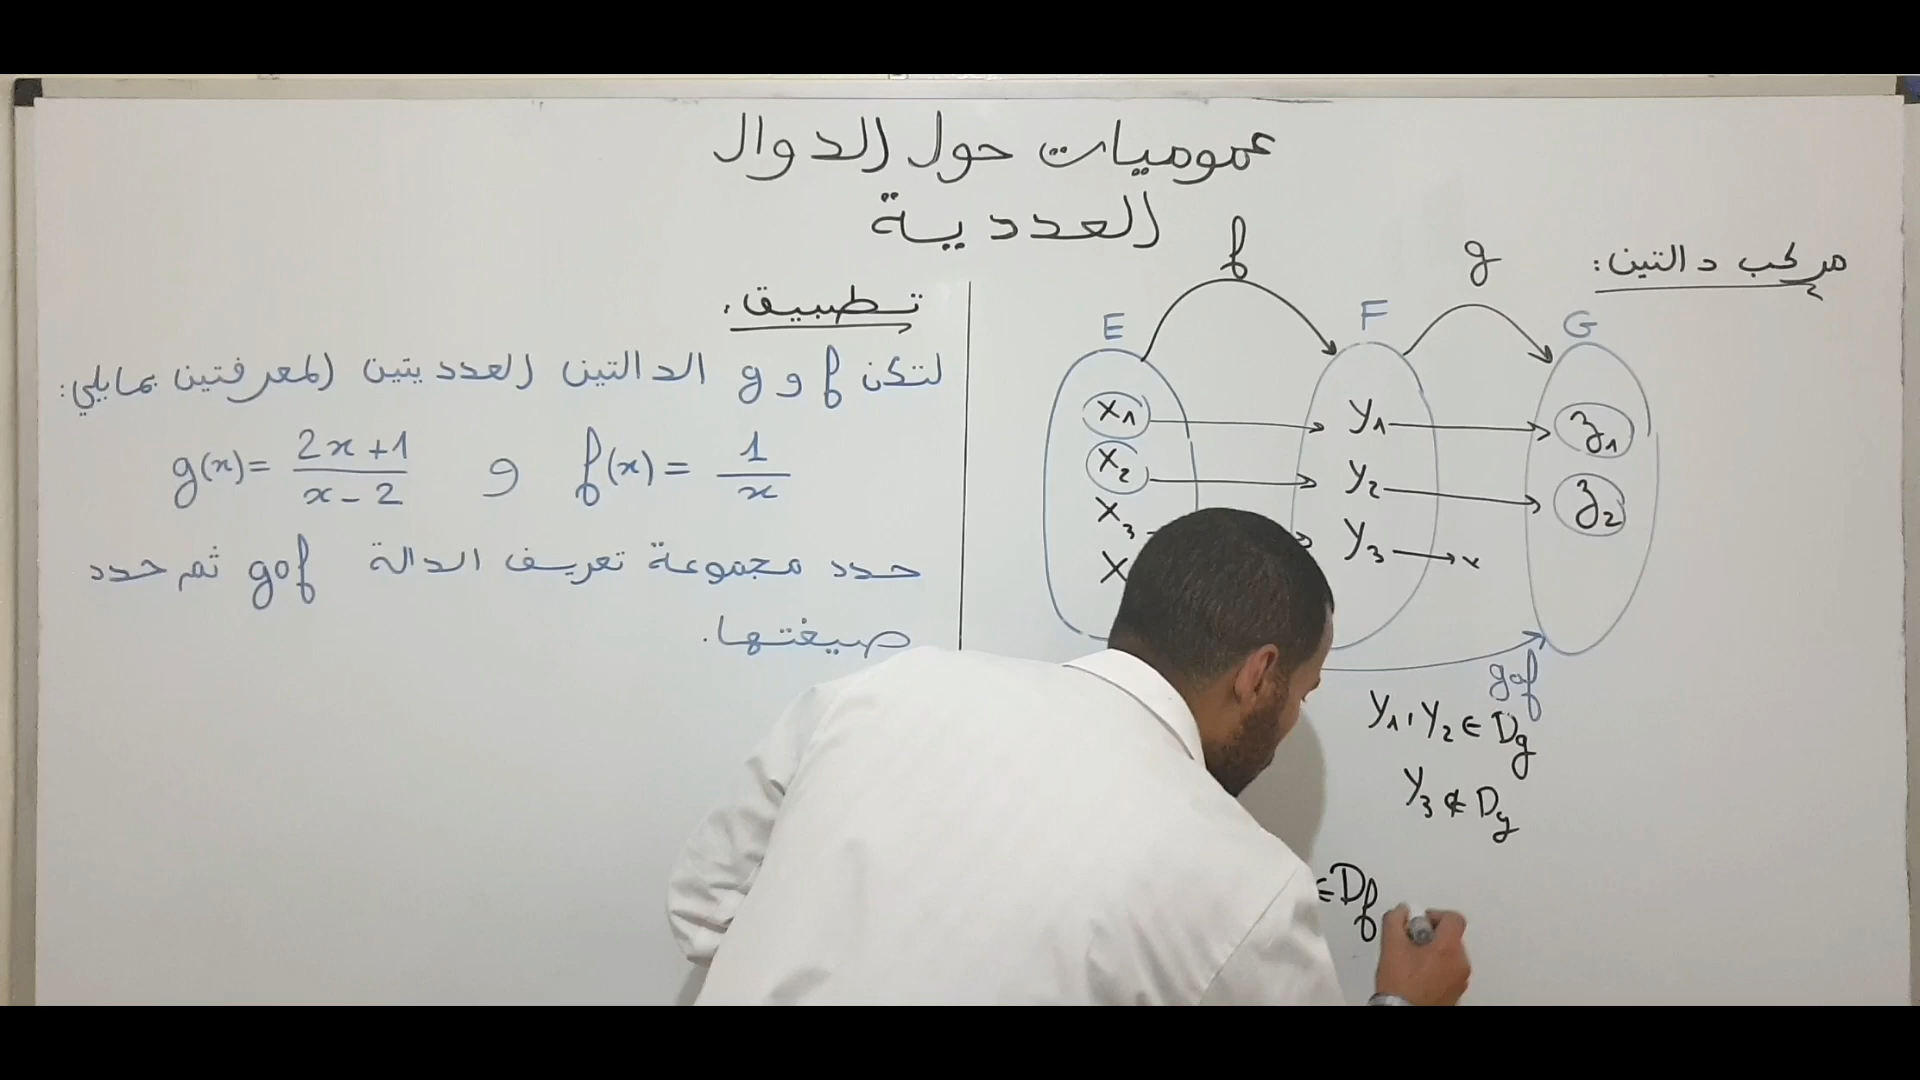 عموميات حول الدوال
العددية
مركب دالتين:
f g
E F G
x₁ y₁ z₁
x₂ y₂ z₂
x₃ y₃ x
x
gof
y₁, y₂ ∈ Dg
y₃ ∉ Dg
∈ Df
تطبيق:
لتكن f و g الدالتين العدديتين المعرفتين بمايلي:
f(x) = 1/x و g(x) = (2x+1)/(x-2)
حدد مجموعة تعريف الدالة gof ثم حدد
صيغتها.